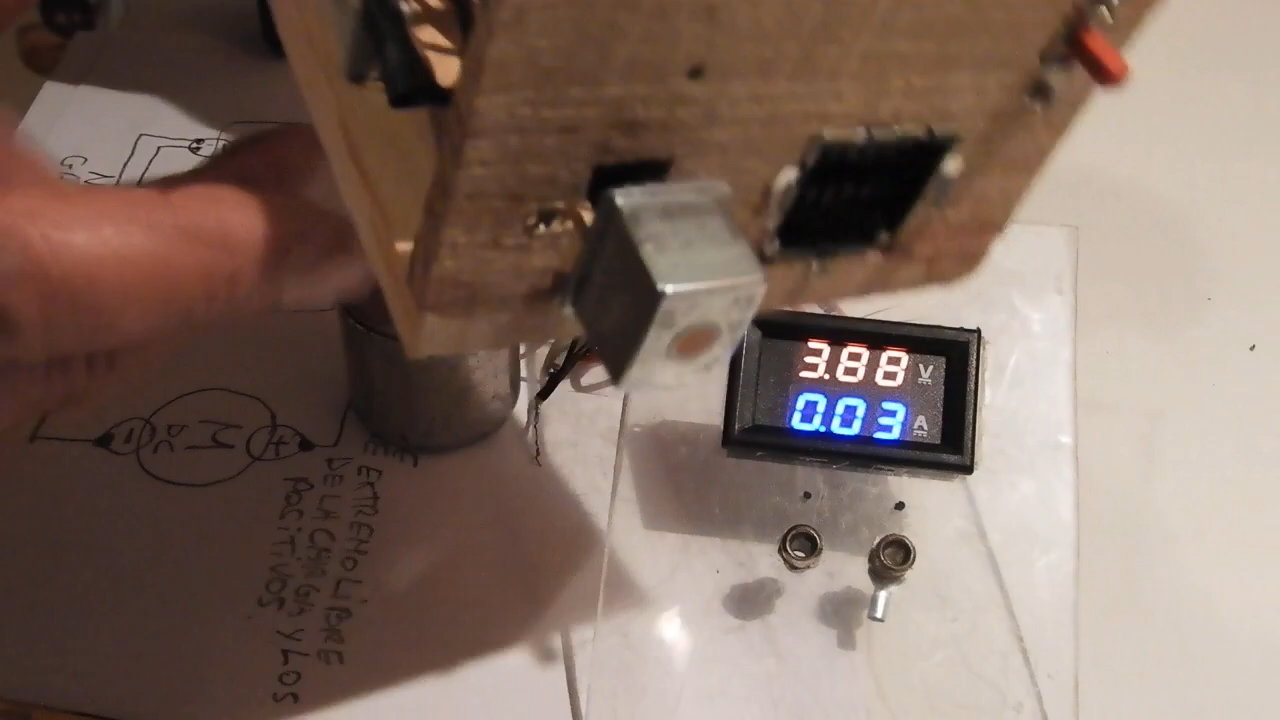 3.88 V
0.03 A
M
DC
EXTREMO LIBRE
DE LA CARGA Y LOS
POSITIVOS